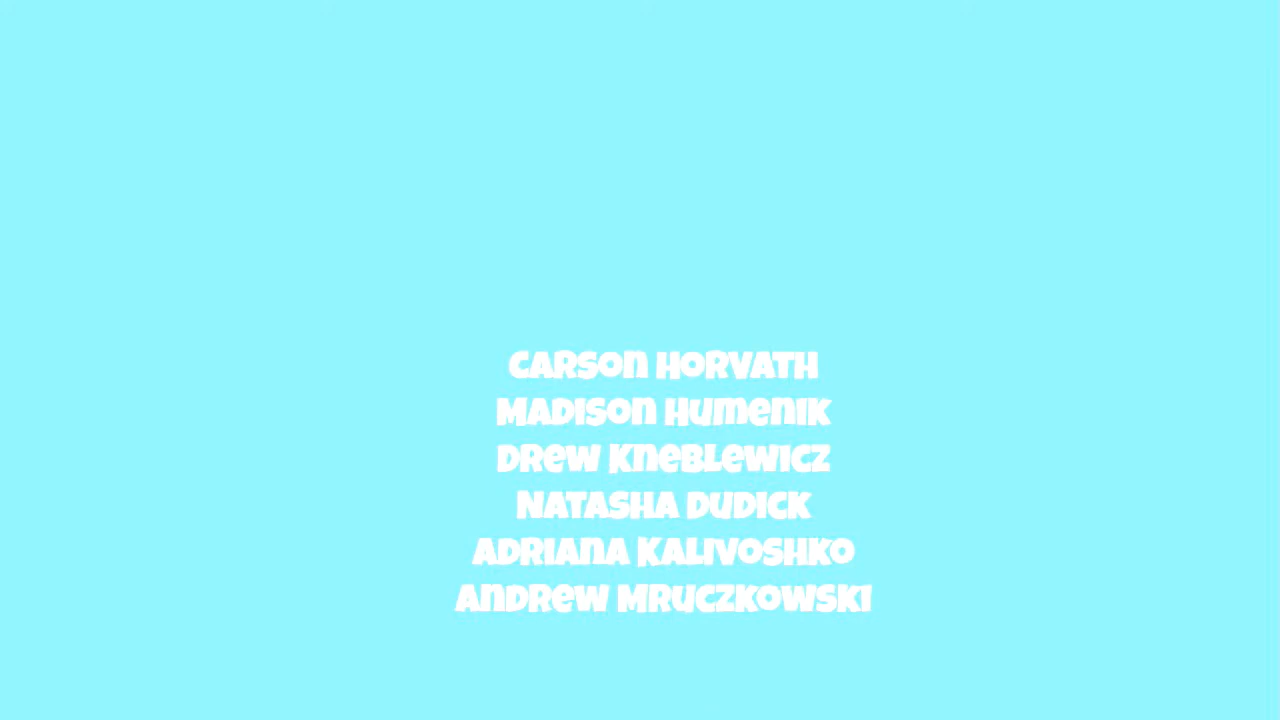 Carson Horvath
Madison Humenik
Drew Kneblewicz
Natasha Dudick
Adriana Kalivoshko
Andrew Mruczkowski